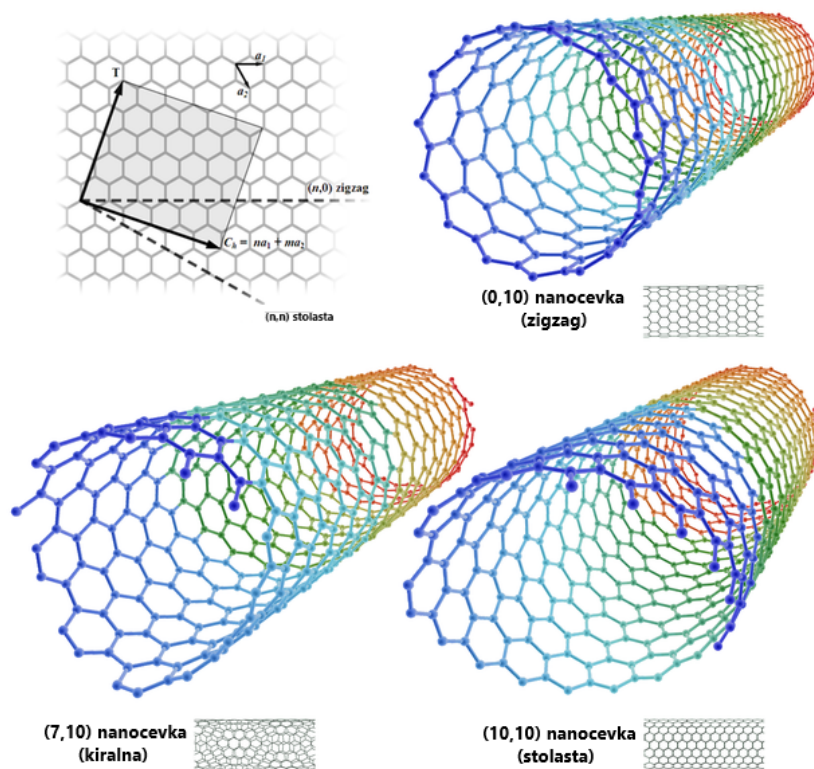 T
a₁
a₂
(n,0) zigzag
Cₕ = na₁ + ma₂
(n,n) stolasta
(0,10) nanocevka
(zigzag)
(7,10) nanocevka
(kiralna)
(10,10) nanocevka
(stolasta)